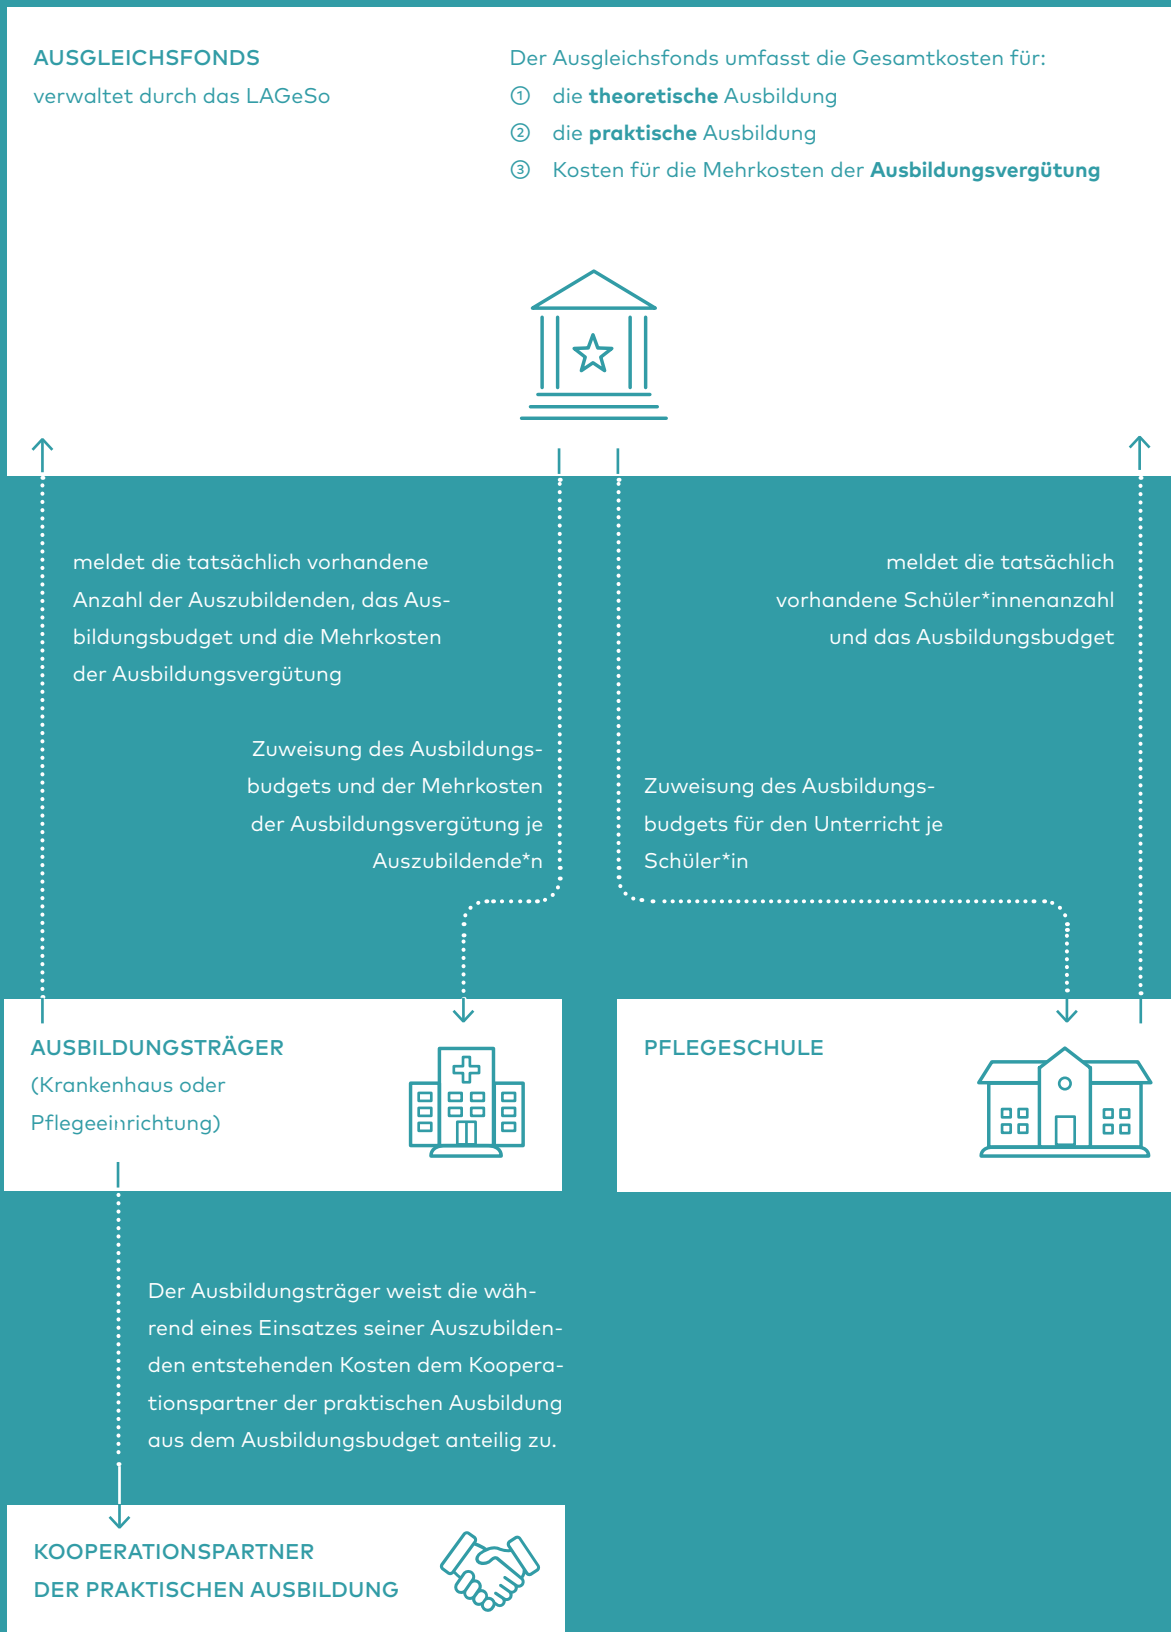 AUSGLEICHSFONDS
verwaltet durch das LAGeSo
Der Ausgleichsfonds umfasst die Gesamtkosten für:
① die theoretische Ausbildung
② die praktische Ausbildung
③ Kosten für die Mehrkosten der Ausbildungsvergütung
meldet die tatsächlich vorhandene
Anzahl der Auszubildenden, das Aus-
bildungsbudget und die Mehrkosten
der Ausbildungsvergütung
meldet die tatsächlich
vorhandene Schüler*innenanzahl
und das Ausbildungsbudget
Zuweisung des Ausbildungs-
budgets und der Mehrkosten
der Ausbildungsvergütung je
Auszubildende*n
Zuweisung des Ausbildungs-
budgets für den Unterricht je
Schüler*in
AUSBILDUNGSTRÄGER
(Krankenhaus oder
Pflegeeinrichtung)
PFLEGESCHULE
Der Ausbildungsträger weist die wäh-
rend eines Einsatzes seiner Auszubilden-
den entstehenden Kosten dem Koopera-
tionspartner der praktischen Ausbildung
aus dem Ausbildungsbudget anteilig zu.
KOOPERATIONSPARTNER
DER PRAKTISCHEN AUSBILDUNG